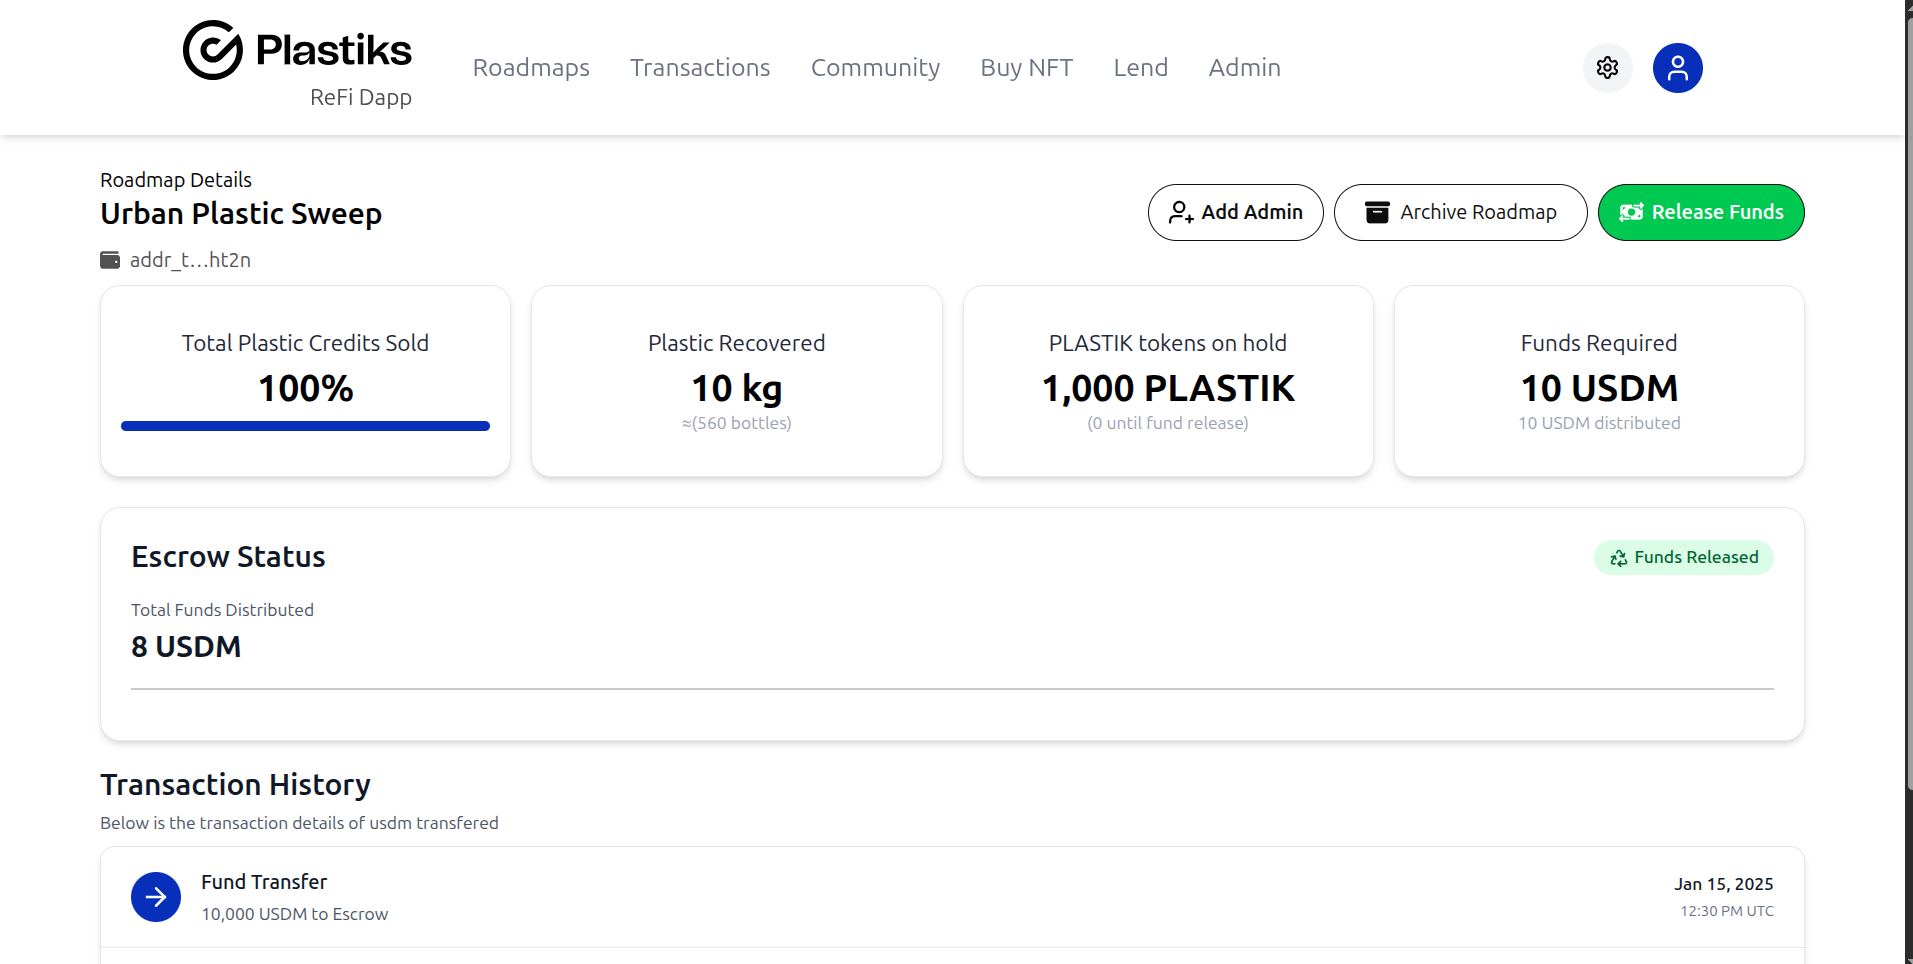 Plastiks
ReFi Dapp
Roadmaps
Transactions
Community
Buy NFT
Lend
Admin
Roadmap Details
Urban Plastic Sweep
addr_t...ht2n
Add Admin
Archive Roadmap
Release Funds
Total Plastic Credits Sold
100%
Plastic Recovered
10 kg
≈(560 bottles)
PLASTIK tokens on hold
1,000 PLASTIK
(0 until fund release)
Funds Required
10 USDM
10 USDM distributed
Escrow Status
Funds Released
Total Funds Distributed
8 USDM
Transaction History
Below is the transaction details of usdm transfered
Fund Transfer
10,000 USDM to Escrow
Jan 15, 2025
12:30 PM UTC